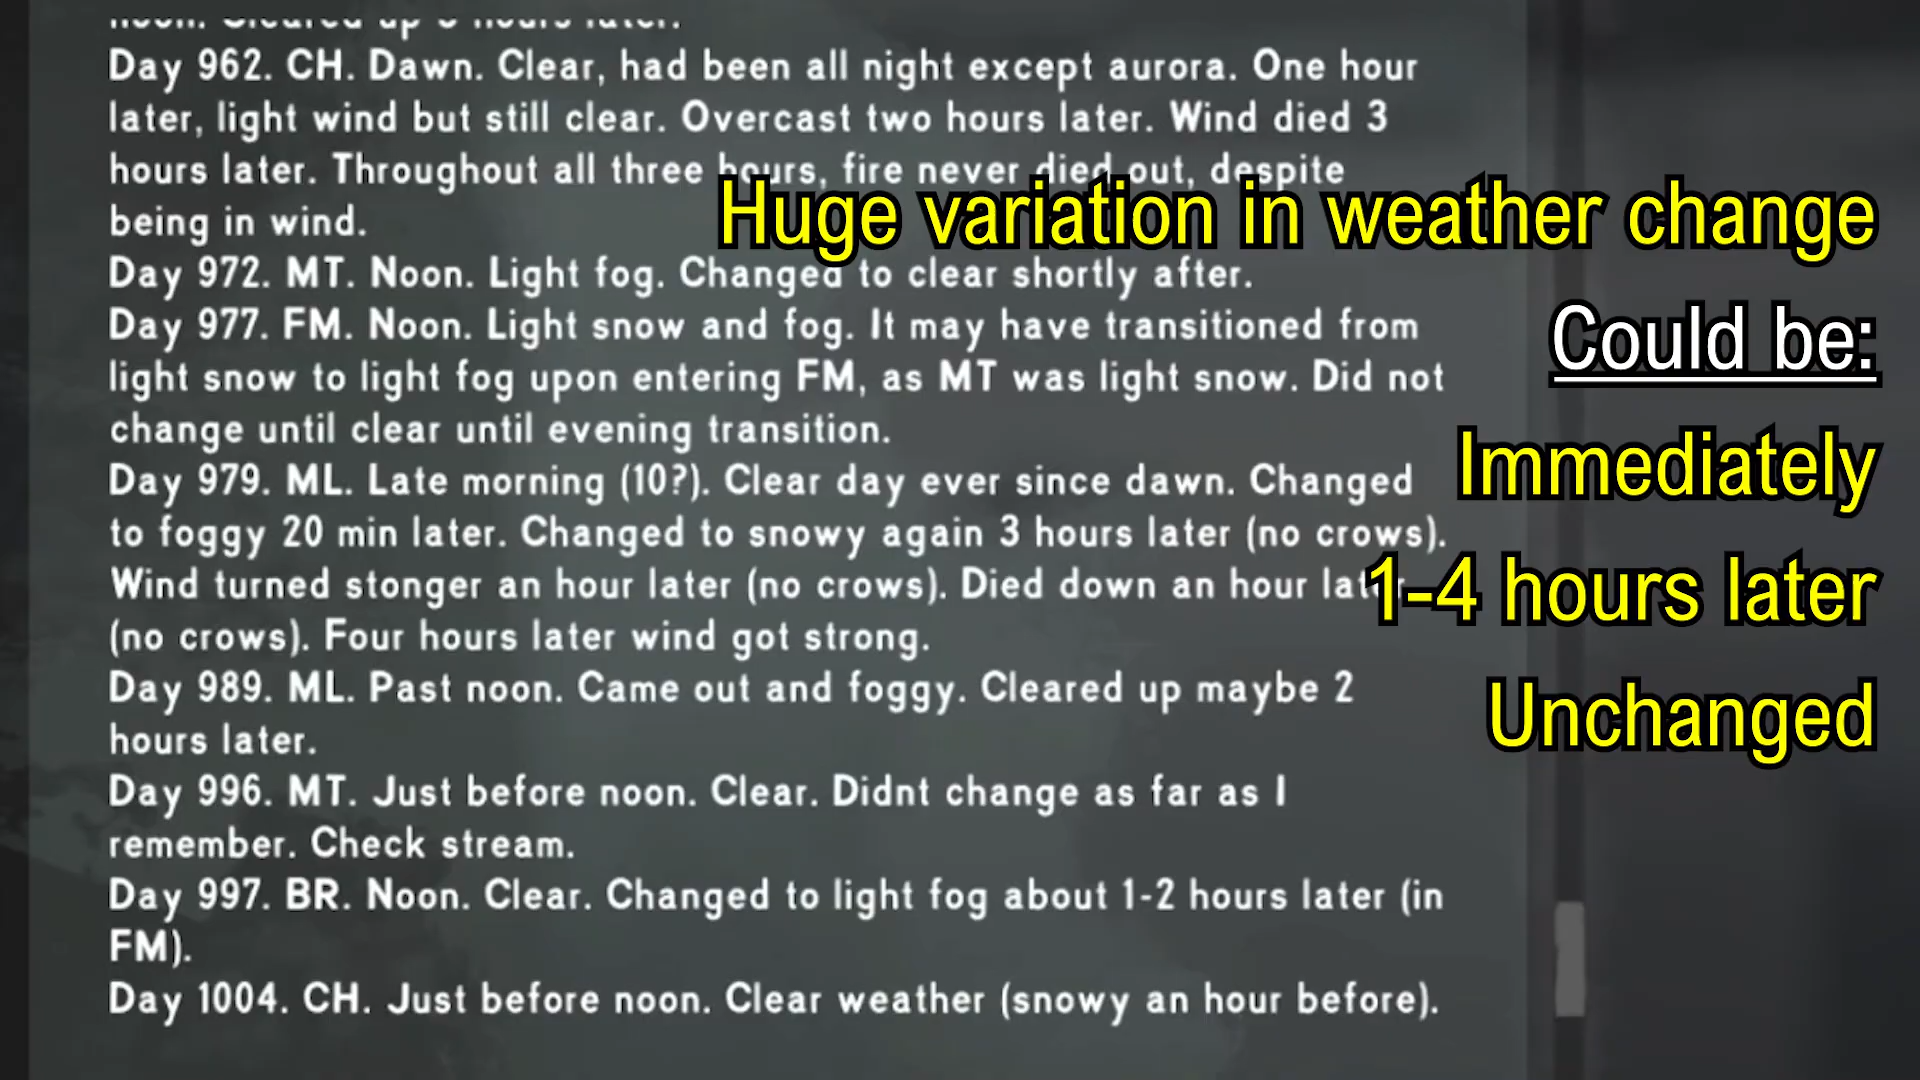 noon. Cleared up 3 hours later.
Day 962. CH. Dawn. Clear, had been all night except aurora. One hour
later, light wind but still clear. Overcast two hours later. Wind died 3
hours later. Throughout all three hours, fire never died out, despite
being in wind.
Day 972. MT. Noon. Light fog. Changed to clear shortly after.
Day 977. FM. Noon. Light snow and fog. It may have transitioned from
light snow to light fog upon entering FM, as MT was light snow. Did not
change until clear until evening transition.
Day 979. ML. Late morning (10?). Clear day ever since dawn. Changed
to foggy 20 min later. Changed to snowy again 3 hours later (no crows).
Wind turned stonger an hour later (no crows). Died down an hour later
(no crows). Four hours later wind got strong.
Day 989. ML. Past noon. Came out and foggy. Cleared up maybe 2
hours later.
Day 996. MT. Just before noon. Clear. Didnt change as far as I
remember. Check stream.
Day 997. BR. Noon. Clear. Changed to light fog about 1-2 hours later (in
FM).
Day 1004. CH. Just before noon. Clear weather (snowy an hour before).
Huge variation in weather change
Could be:
Immediately
1-4 hours later
Unchanged